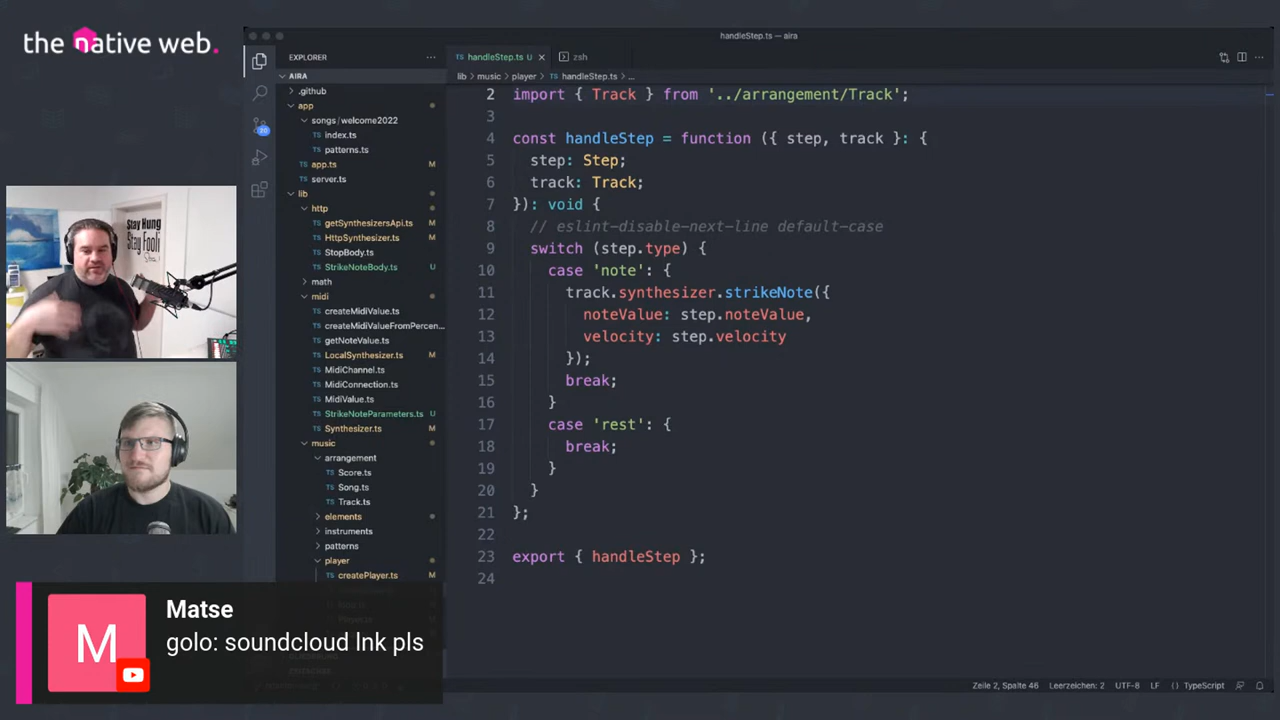 the native web.
handleStep.ts — aira
EXPLORER
handleStep.ts U
zsh
AIRA
lib
music
player
handleStep.ts
...
.github
app
songs/welcome2022
index.ts
patterns.ts
app.ts M
server.ts
lib
http
getSynthesizersApi.ts M
HttpSynthesizer.ts M
StopBody.ts
StrikeNoteBody.ts U
math
midi
createMidiValue.ts
createMidiValueFromPercen...
getNoteValue.ts
LocalSynthesizer.ts M
MidiChannel.ts
MidiConnection.ts
MidiValue.ts
StrikeNoteParameters.ts U
Synthesizer.ts M
music
arrangement
Score.ts
Song.ts
Track.ts
elements
instruments
patterns
player
createPlayer.ts M
2 import { Track } from '../arrangement/Track';
3
4 const handleStep = function ({ step, track }: {
5 step: Step;
6 track: Track;
7 }): void {
8 // eslint-disable-next-line default-case
9 switch (step.type) {
10 case 'note': {
11 track.synthesizer.strikeNote({
12 noteValue: step.noteValue,
13 velocity: step.velocity
14 });
15 break;
16 }
17 case 'rest': {
18 break;
19 }
20 }
21 };
22
23 export { handleStep };
24
Stay Hung
Stay Fooli
M
Matse
golo: soundcloud lnk pls
Zeile 2, Spalte 46
Leerzeichen: 2
UTF-8
LF
{ } TypeScript